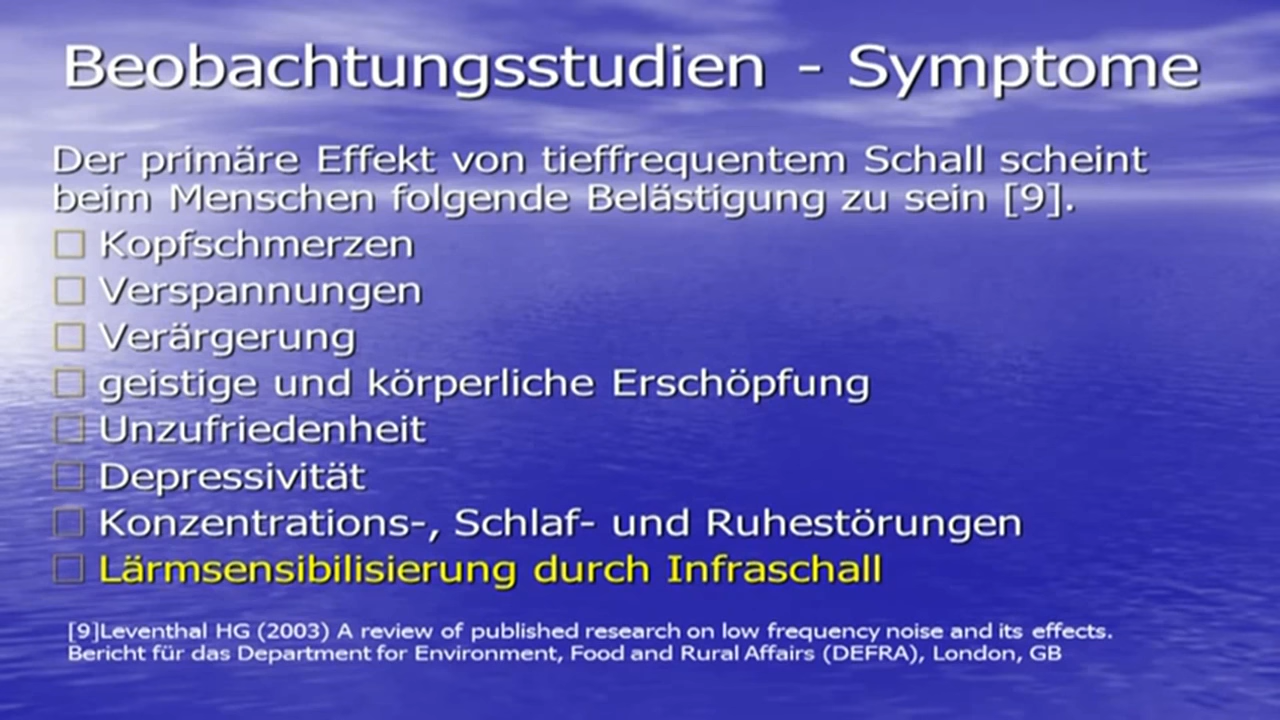 Beobachtungsstudien - Symptome
Der primäre Effekt von tieffrequentem Schall scheint
beim Menschen folgende Belästigung zu sein [9].
Kopfschmerzen
Verspannungen
Verärgerung
geistige und körperliche Erschöpfung
Unzufriedenheit
Depressivität
Konzentrations-, Schlaf- und Ruhestörungen
Lärmsensibilisierung durch Infraschall
[9]Leventhal HG (2003) A review of published research on low frequency noise and its effects.
Bericht für das Department for Environment, Food and Rural Affairs (DEFRA), London, GB